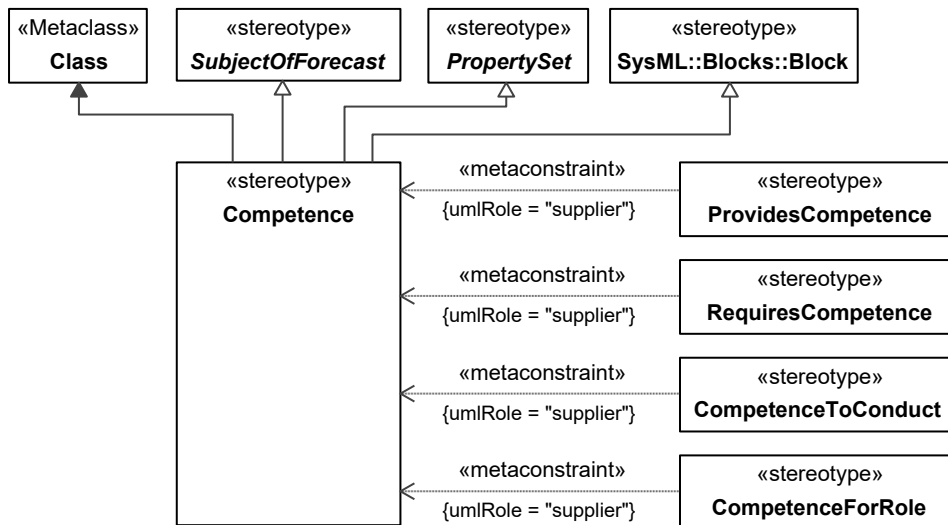 «Metaclass»
Class
«stereotype»
SubjectOfForecast
«stereotype»
PropertySet
«stereotype»
SysML::Blocks::Block
«stereotype»
Competence
«metaconstraint»
{umlRole = "supplier"}
«stereotype»
ProvidesCompetence
«metaconstraint»
{umlRole = "supplier"}
«stereotype»
RequiresCompetence
«metaconstraint»
{umlRole = "supplier"}
«stereotype»
CompetenceToConduct
«metaconstraint»
{umlRole = "supplier"}
«stereotype»
CompetenceForRole